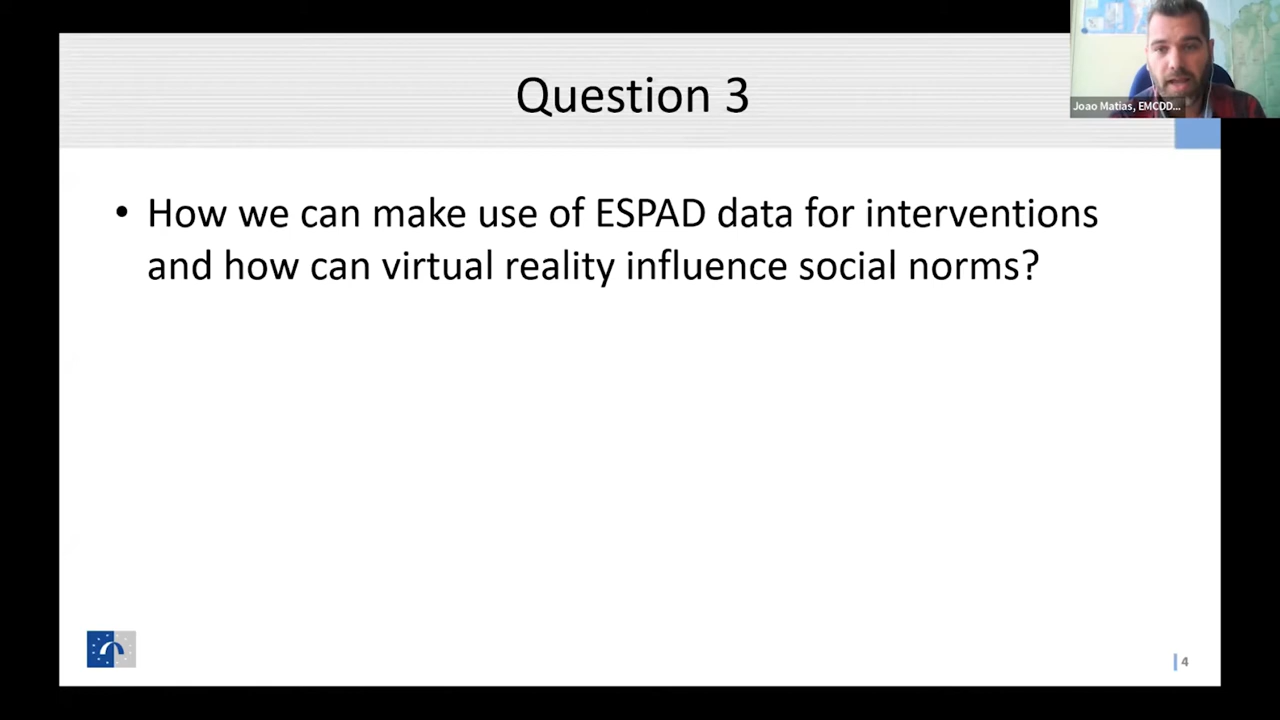 Question 3
Joao Matias, EMCDD...
• How we can make use of ESPAD data for interventions
and how can virtual reality influence social norms?
4